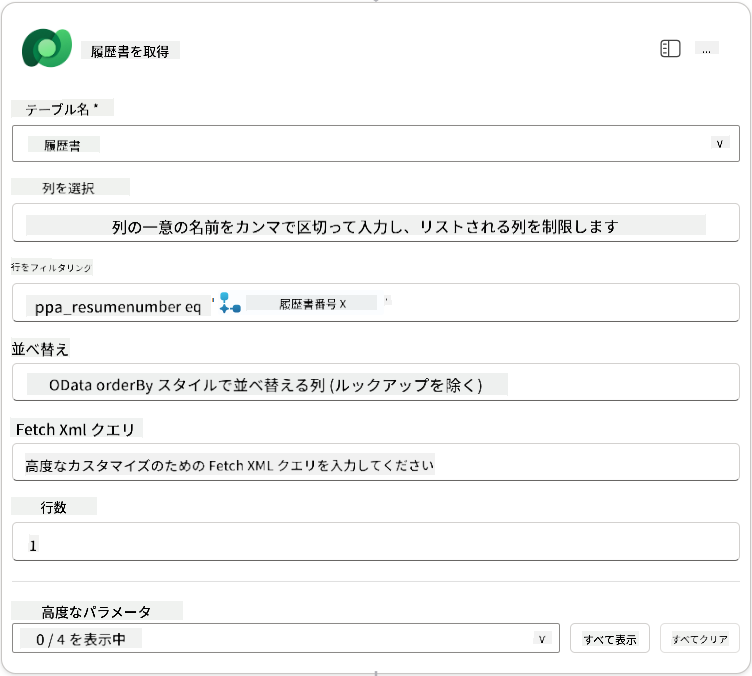 履歴書を取得
...
テーブル名 *
履歴書
列を選択
列の一意の名前をカンマで区切って入力し、リストされる列を制限します
行をフィルタリング
ppa_resumenumber eq ' 履歴書番号 X '
並べ替え
OData orderBy スタイルで並べ替える列 (ルックアップを除く)
Fetch Xml クエリ
高度なカスタマイズのための Fetch XML クエリを入力してください
行数
1
高度なパラメータ
0 / 4 を表示中
すべて表示
すべてクリア